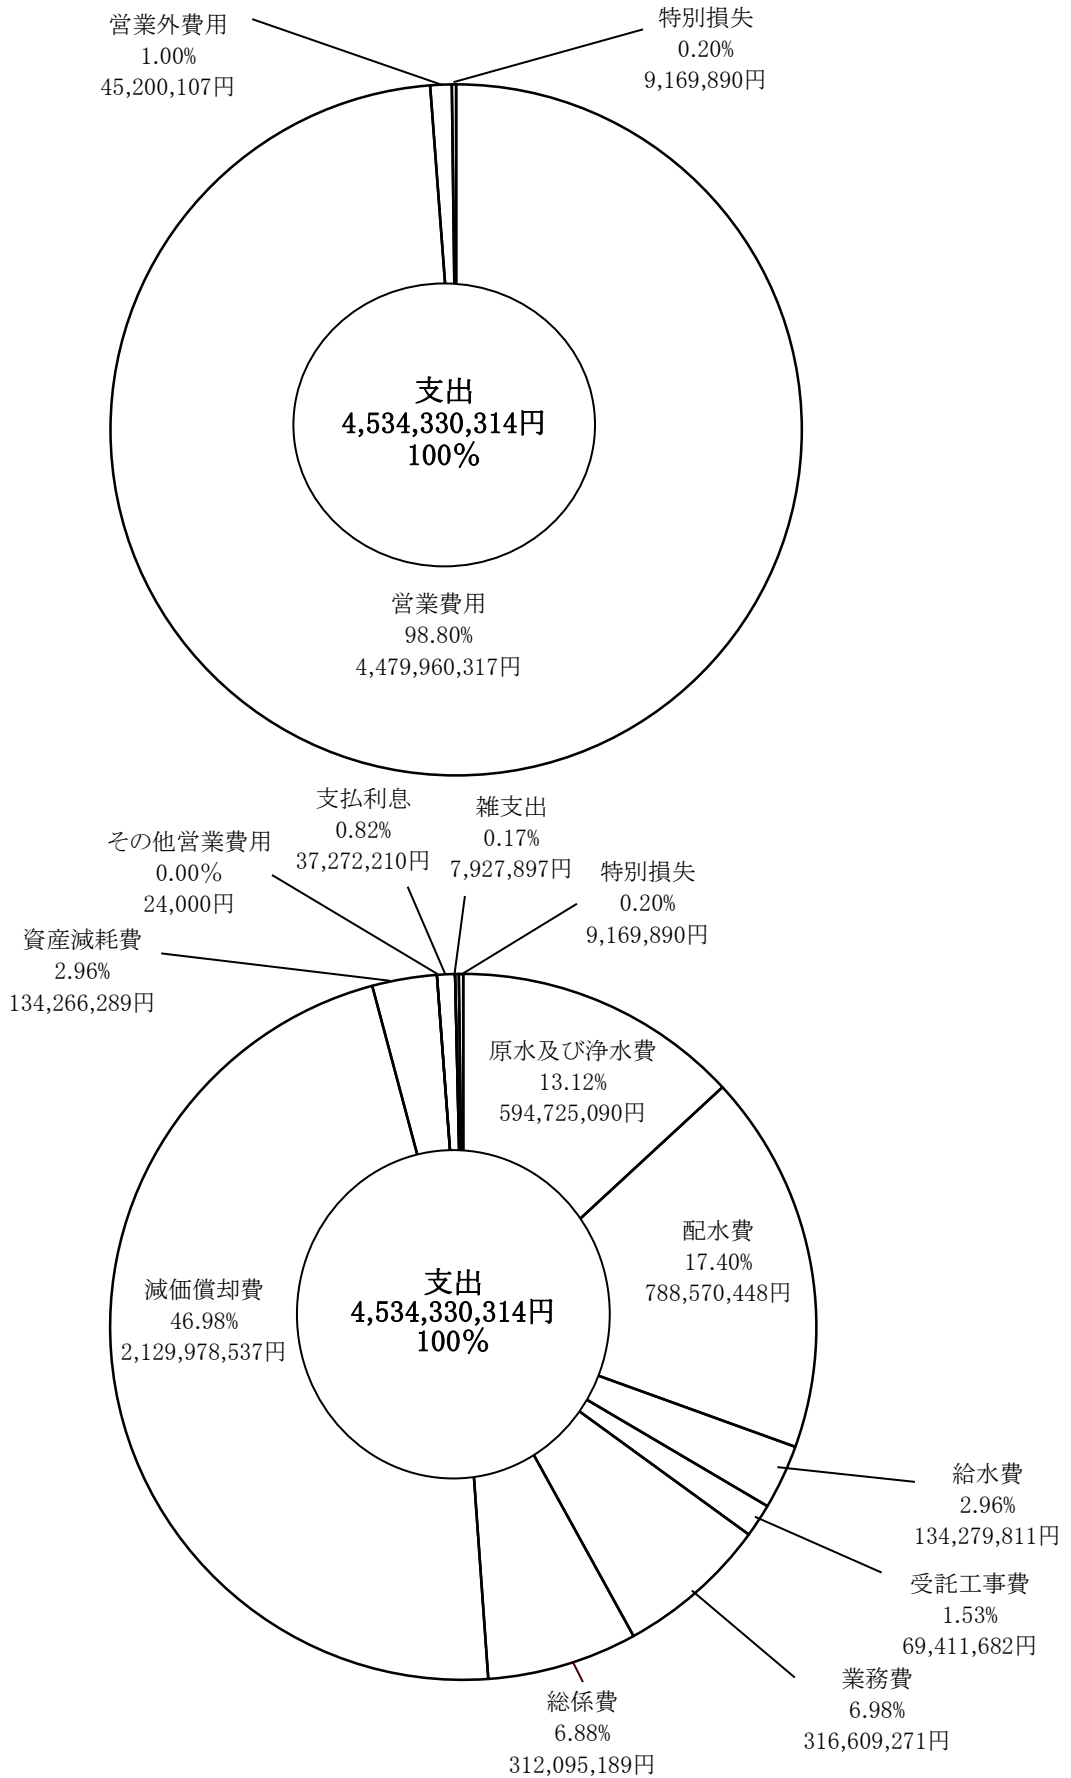 営業外費用
1.00%
45,200,107円
特別損失
0.20%
9,169,890円
支出
4,534,330,314円
100%
営業費用
98.80%
4,479,960,317円
支払利息
0.82%
37,272,210円
雑支出
0.17%
7,927,897円
その他営業費用
0.00%
24,000円
特別損失
0.20%
9,169,890円
資産減耗費
2.96%
134,266,289円
原水及び浄水費
13.12%
594,725,090円
配水費
17.40%
788,570,448円
減価償却費
46.98%
2,129,978,537円
支出
4,534,330,314円
100%
給水費
2.96%
134,279,811円
受託工事費
1.53%
69,411,682円
業務費
6.98%
316,609,271円
総係費
6.88%
312,095,189円